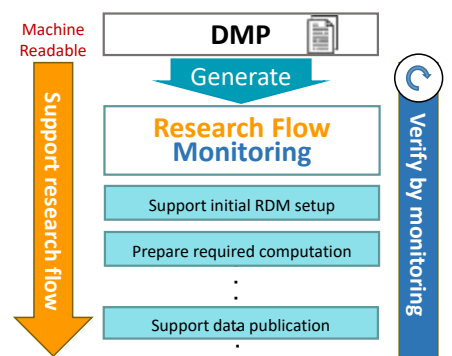 Machine
Readable
DMP
Generate
Support research flow
Research Flow
Monitoring
Verify by monitoring
Support initial RDM setup
Prepare required computation
.
.
Support data publication
.